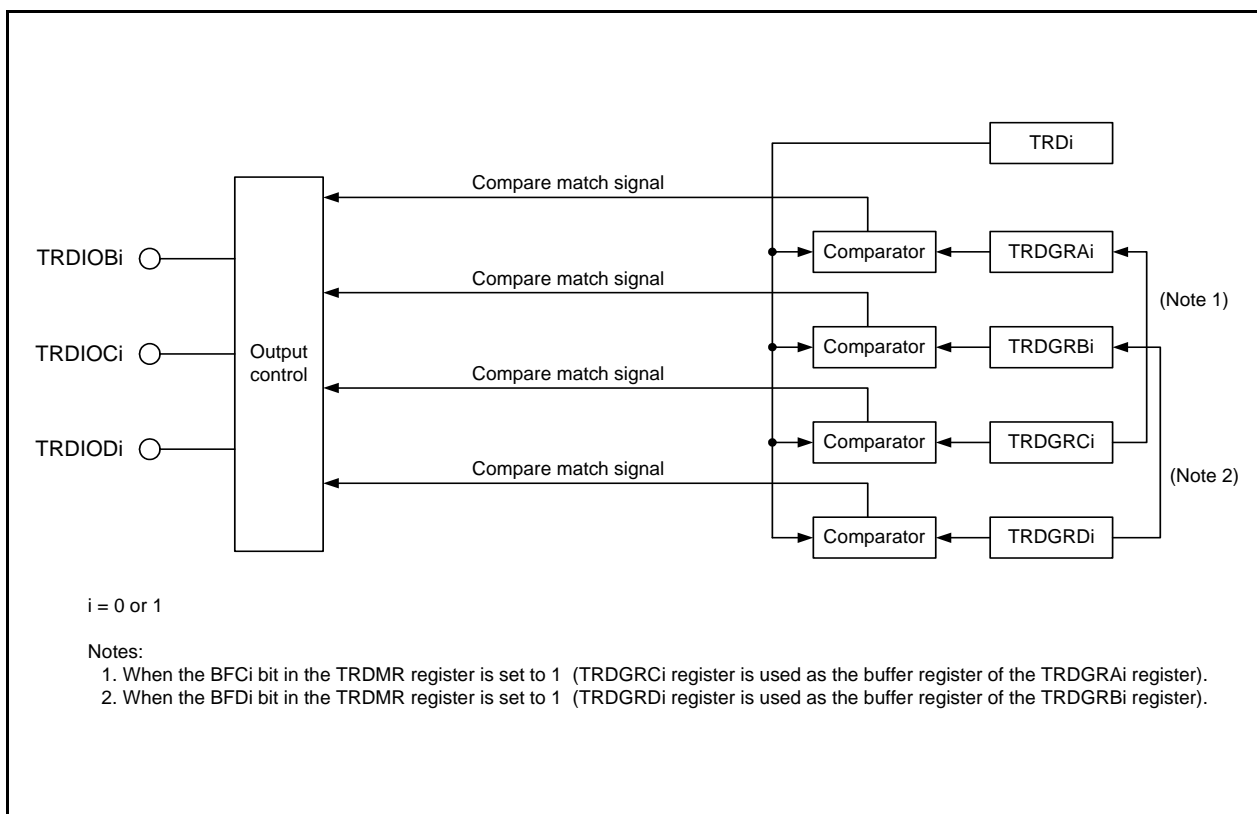 TRDi
Compare match signal
TRDIOBi
Comparator
TRDGRAi
Compare match signal
(Note 1)
TRDIOCi
Output
control
Comparator
TRDGRBi
Compare match signal
TRDIODi
Comparator
TRDGRCi
Compare match signal
(Note 2)
Comparator
TRDGRDi
i = 0 or 1
Notes:
1. When the BFCi bit in the TRDMR register is set to 1 (TRDGRCi register is used as the buffer register of the TRDGRAi register).
2. When the BFDi bit in the TRDMR register is set to 1 (TRDGRDi register is used as the buffer register of the TRDGRBi register).